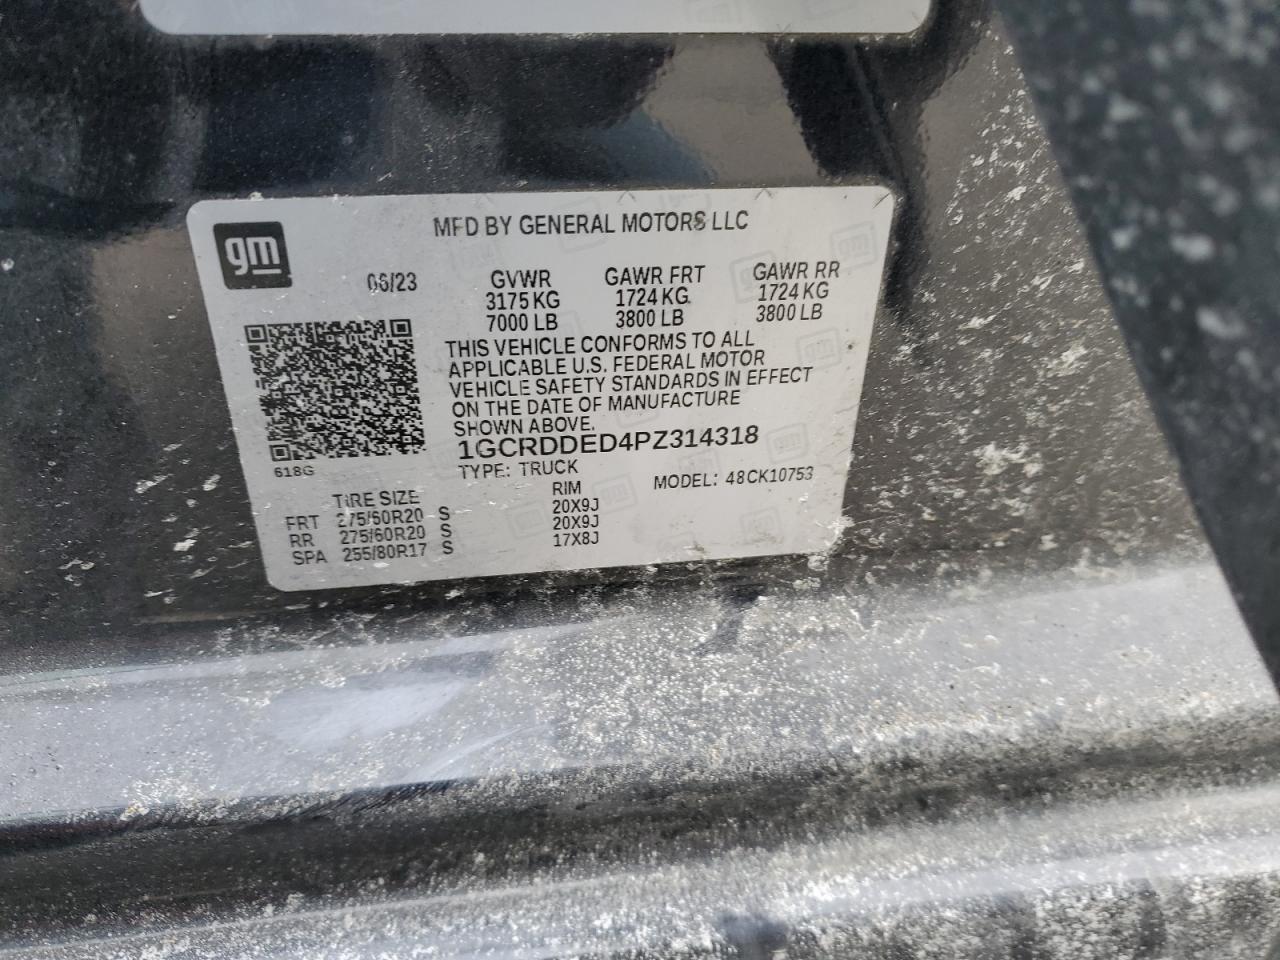 MFD BY GENERAL MOTORS LLC
gm
06/23
GVWR GAWR FRT GAWR RR
3175 KG 1724 KG 1724 KG
7000 LB 3800 LB 3800 LB
THIS VEHICLE CONFORMS TO ALL
APPLICABLE U.S. FEDERAL MOTOR
VEHICLE SAFETY STANDARDS IN EFFECT
ON THE DATE OF MANUFACTURE
SHOWN ABOVE.
1GCRDDED4PZ314318
618G
TYPE: TRUCK MODEL: 48CK10753
TIRE SIZE RIM
FRT 275/60R20 S 20X9J
RR 275/60R20 S 20X9J
SPA 255/80R17 S 17X8J